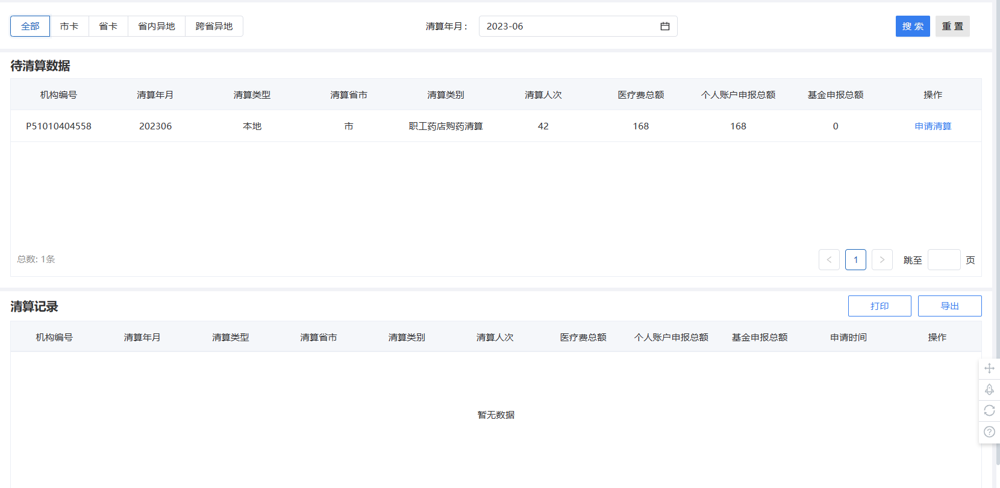 全部 市卡 省卡 省内异地 跨省异地 清算年月： 2023-06 搜 索 重 置
待清算数据
机构编号 清算年月 清算类型 清算省市 清算类别 清算人次 医疗费总额 个人账户申报总额 基金申报总额 操作
P51010404558 202306 本地 市 职工药店购药清算 42 168 168 0 申请清算
总数: 1条 < 1 > 跳至 页
清算记录 打印 导出
机构编号 清算年月 清算类型 清算省市 清算类别 清算人次 医疗费总额 个人账户申报总额 基金申报总额 申请时间 操作
暂无数据